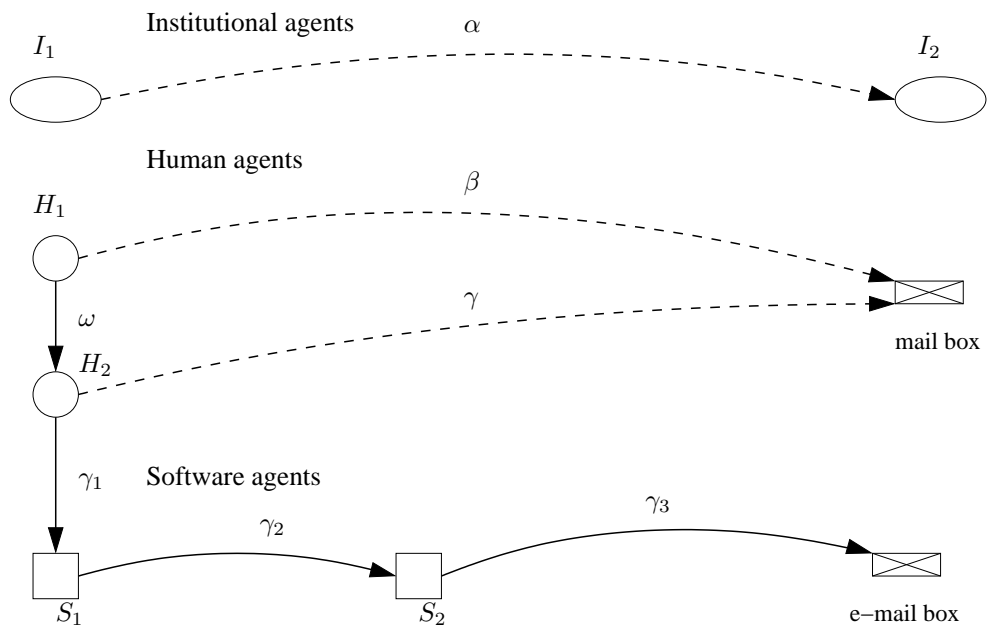 Institutional agents
α
I₁
I₂
Human agents
β
H₁
ω
γ
mail box
H₂
γ₁
Software agents
γ₃
γ₂
S₁
S₂
e−mail box